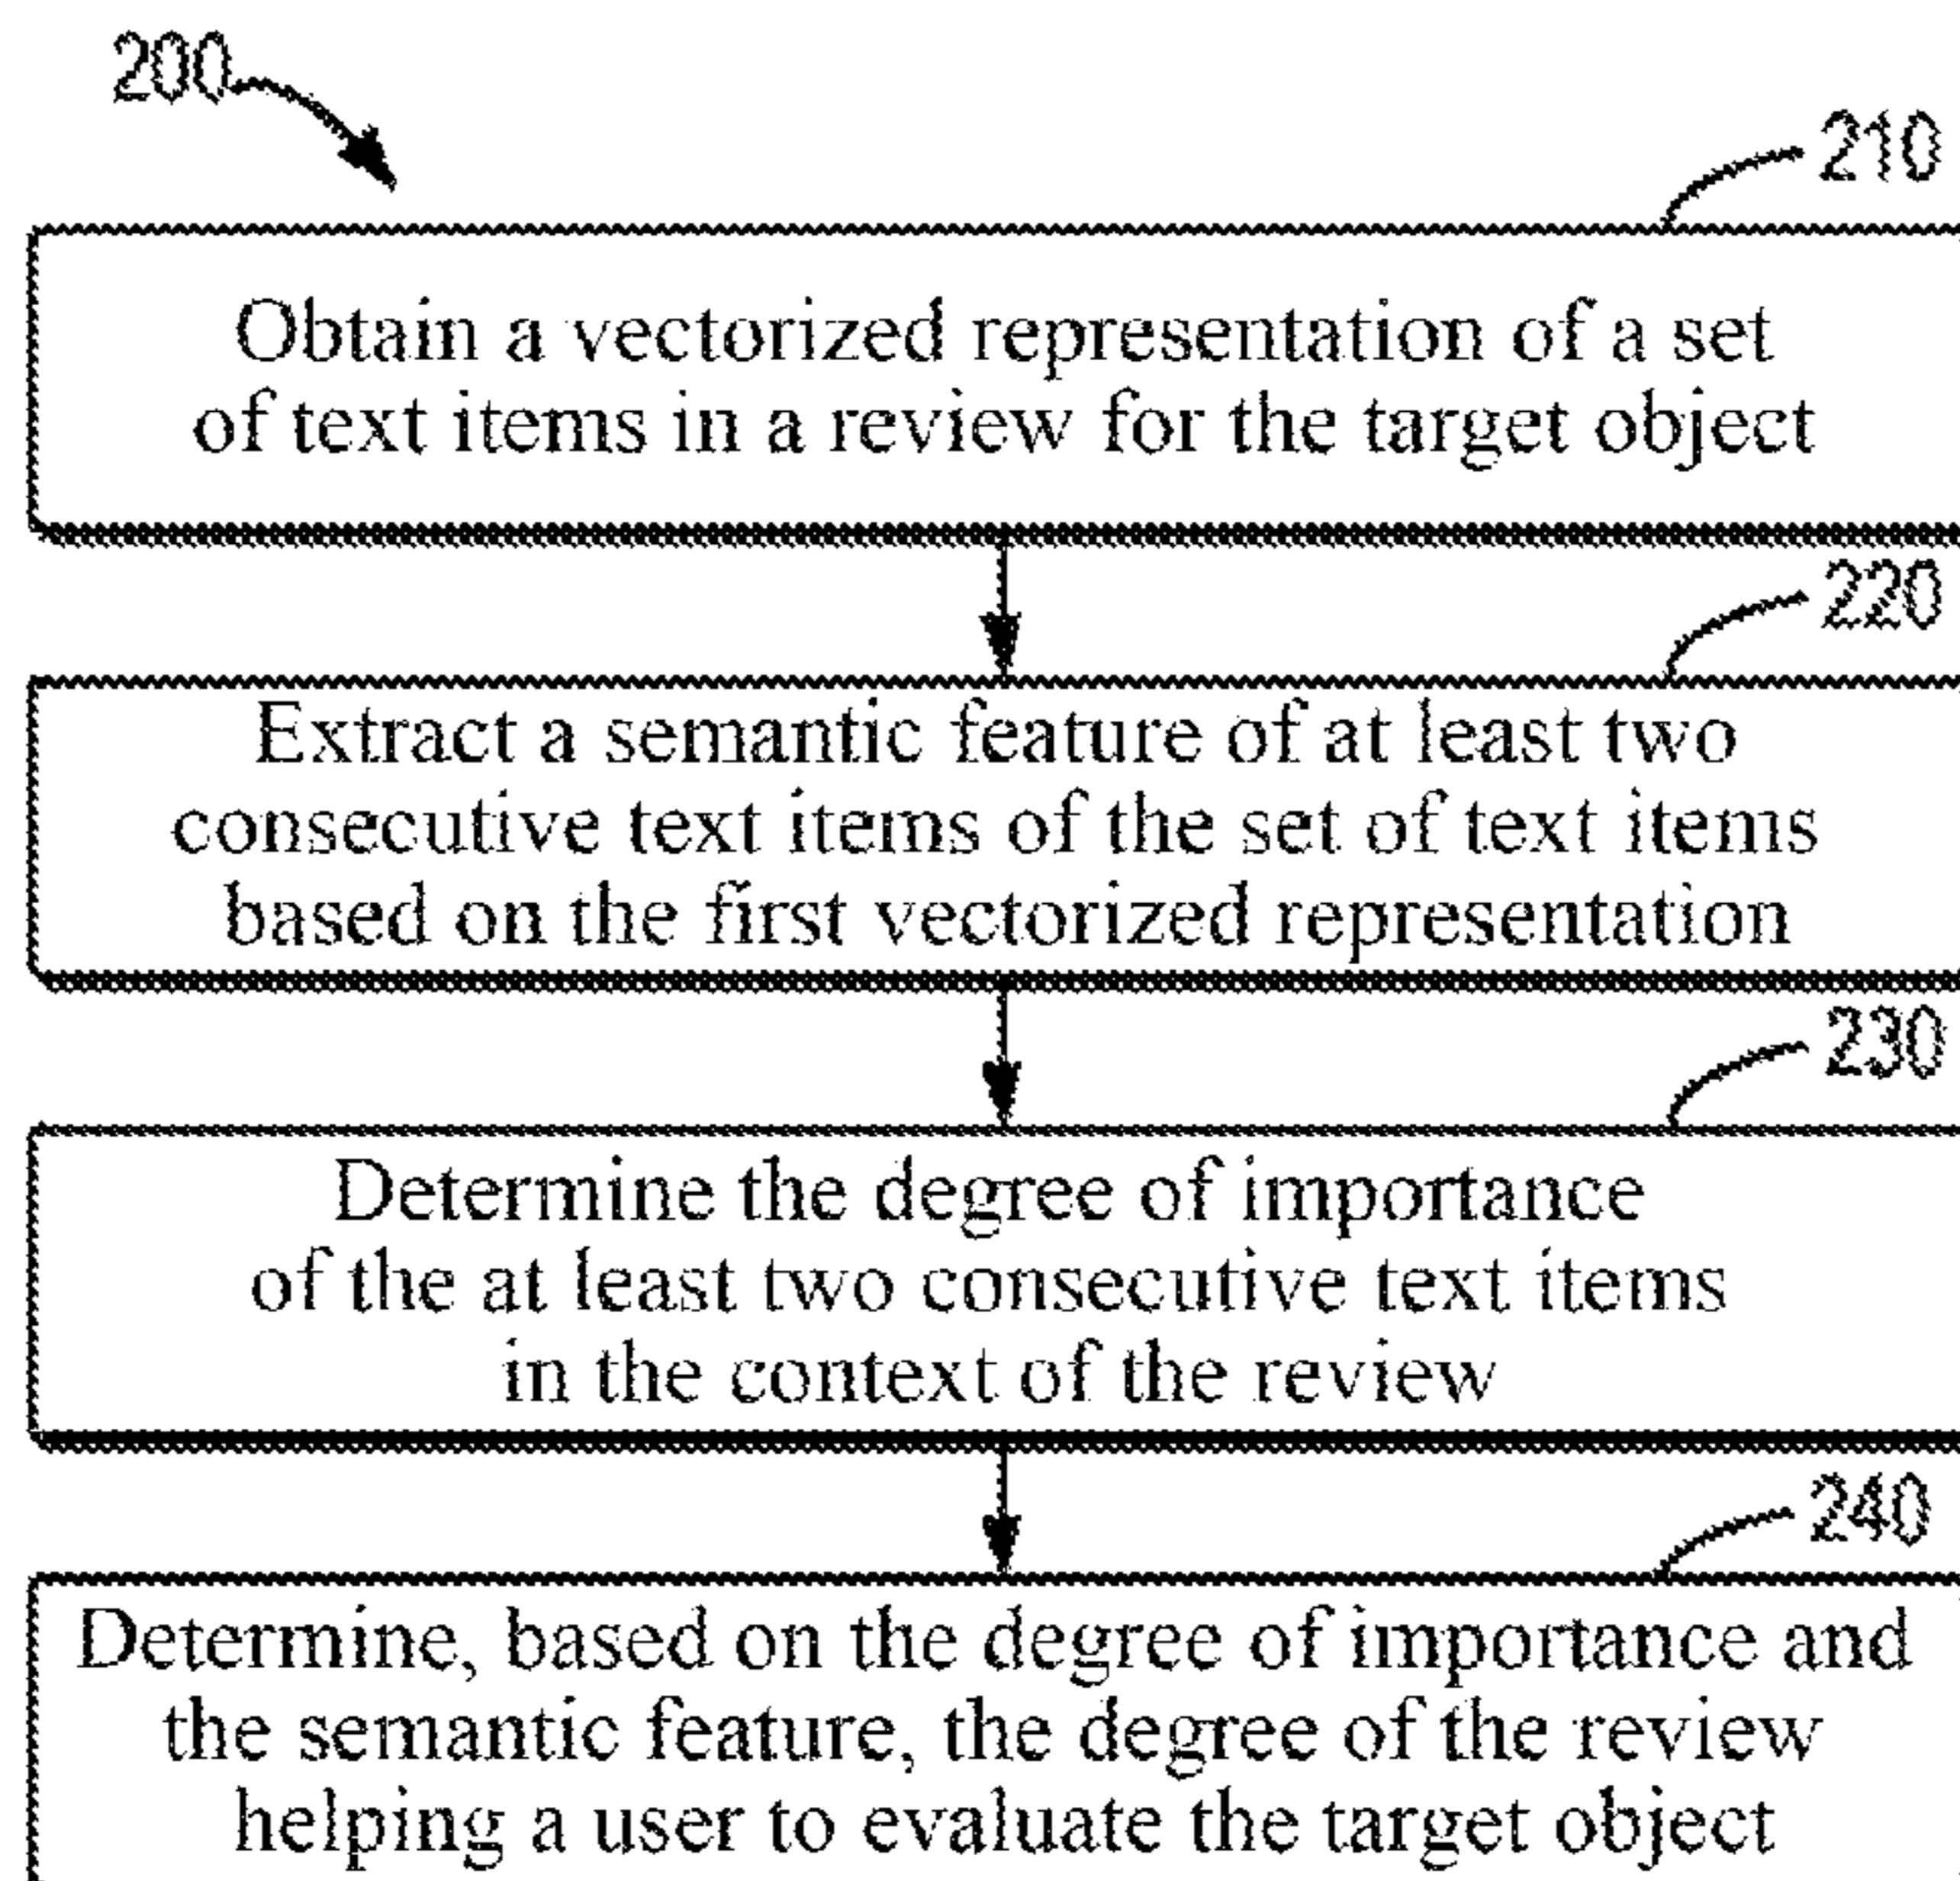 200
210
Obtain a vectorized representation of a set
of text items in a review for the target object
220
Extract a semantic feature of at least two
consecutive text items of the set of text items
based on the first vectorized representation
230
Determine the degree of importance
of the at least two consecutive text items
in the context of the review
240
Determine, based on the degree of importance and
the semantic feature, the degree of the review
helping a user to evaluate the target object